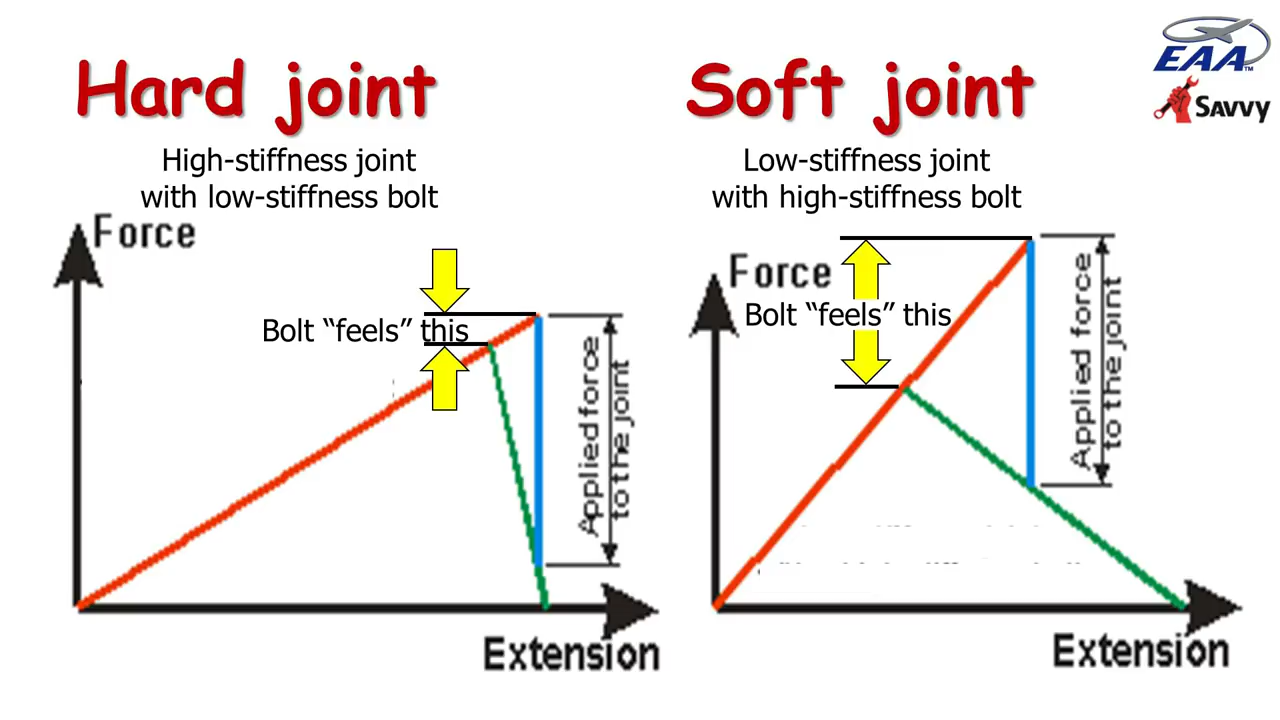 Hard joint
High-stiffness joint
with low-stiffness bolt
Force
Bolt “feels” this
Applied force
to the joint
Extension
Soft joint
Low-stiffness joint
with high-stiffness bolt
Force
Bolt “feels” this
Applied force
to the joint
Extension
EAA™
SAVVY